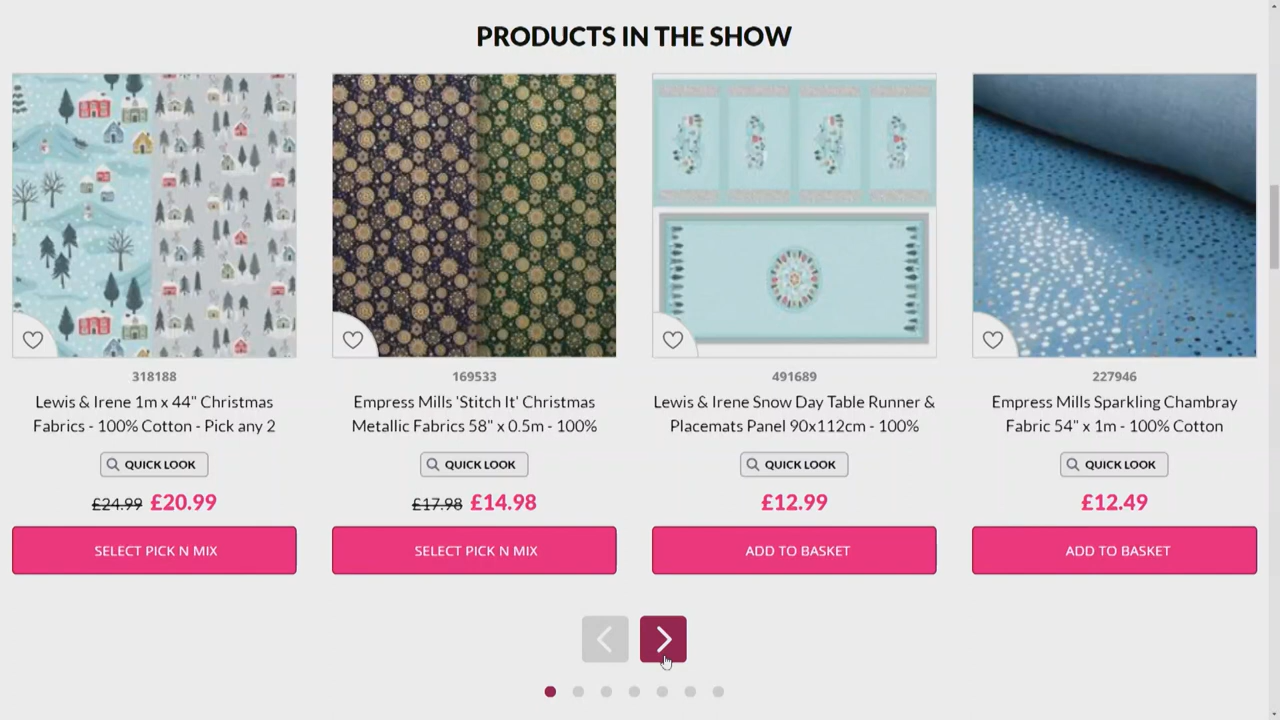 PRODUCTS IN THE SHOW
318188
Lewis & Irene 1m x 44" Christmas
Fabrics - 100% Cotton - Pick any 2
QUICK LOOK
£24.99 £20.99
SELECT PICK N MIX
169533
Empress Mills 'Stitch It' Christmas
Metallic Fabrics 58" x 0.5m - 100%
QUICK LOOK
£17.98 £14.98
SELECT PICK N MIX
491689
Lewis & Irene Snow Day Table Runner &
Placemats Panel 90x112cm - 100%
QUICK LOOK
£12.99
ADD TO BASKET
227946
Empress Mills Sparkling Chambray
Fabric 54" x 1m - 100% Cotton
QUICK LOOK
£12.49
ADD TO BASKET